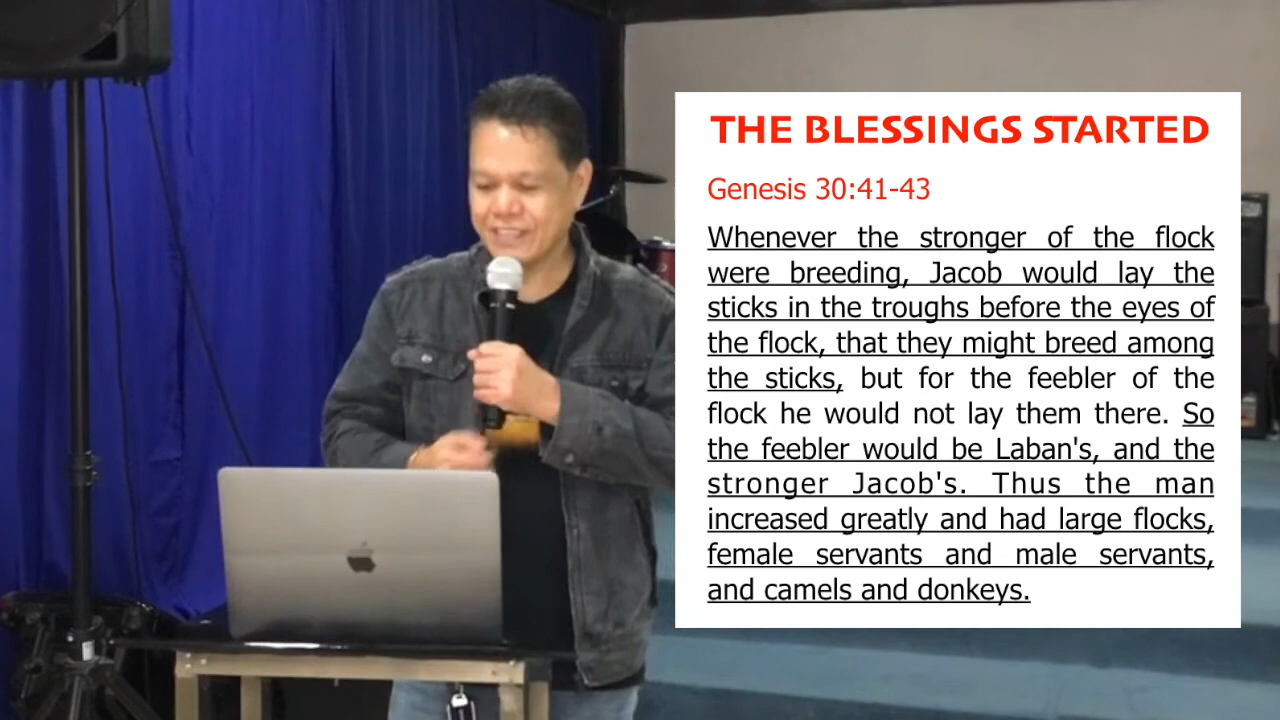 THE BLESSINGS STARTED
Genesis 30:41-43
Whenever the stronger of the flock
were breeding, Jacob would lay the
sticks in the troughs before the eyes of
the flock, that they might breed among
the sticks, but for the feebler of the
flock he would not lay them there. So
the feebler would be Laban's, and the
stronger Jacob's. Thus the man
increased greatly and had large flocks,
female servants and male servants,
and camels and donkeys.